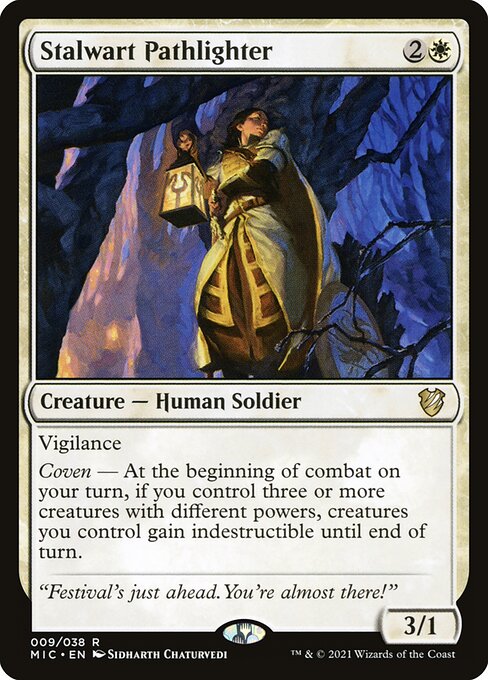 Stalwart Pathlighter 2
Creature — Human Soldier
Vigilance
Coven — At the beginning of combat on
your turn, if you control three or more
creatures with different powers, creatures
you control gain indestructible until end of
turn.
“Festival’s just ahead. You’re almost there!”
3/1
009/038 R
MIC • EN Sidharth Chaturvedi
™ & © 2021 Wizards of the Coast